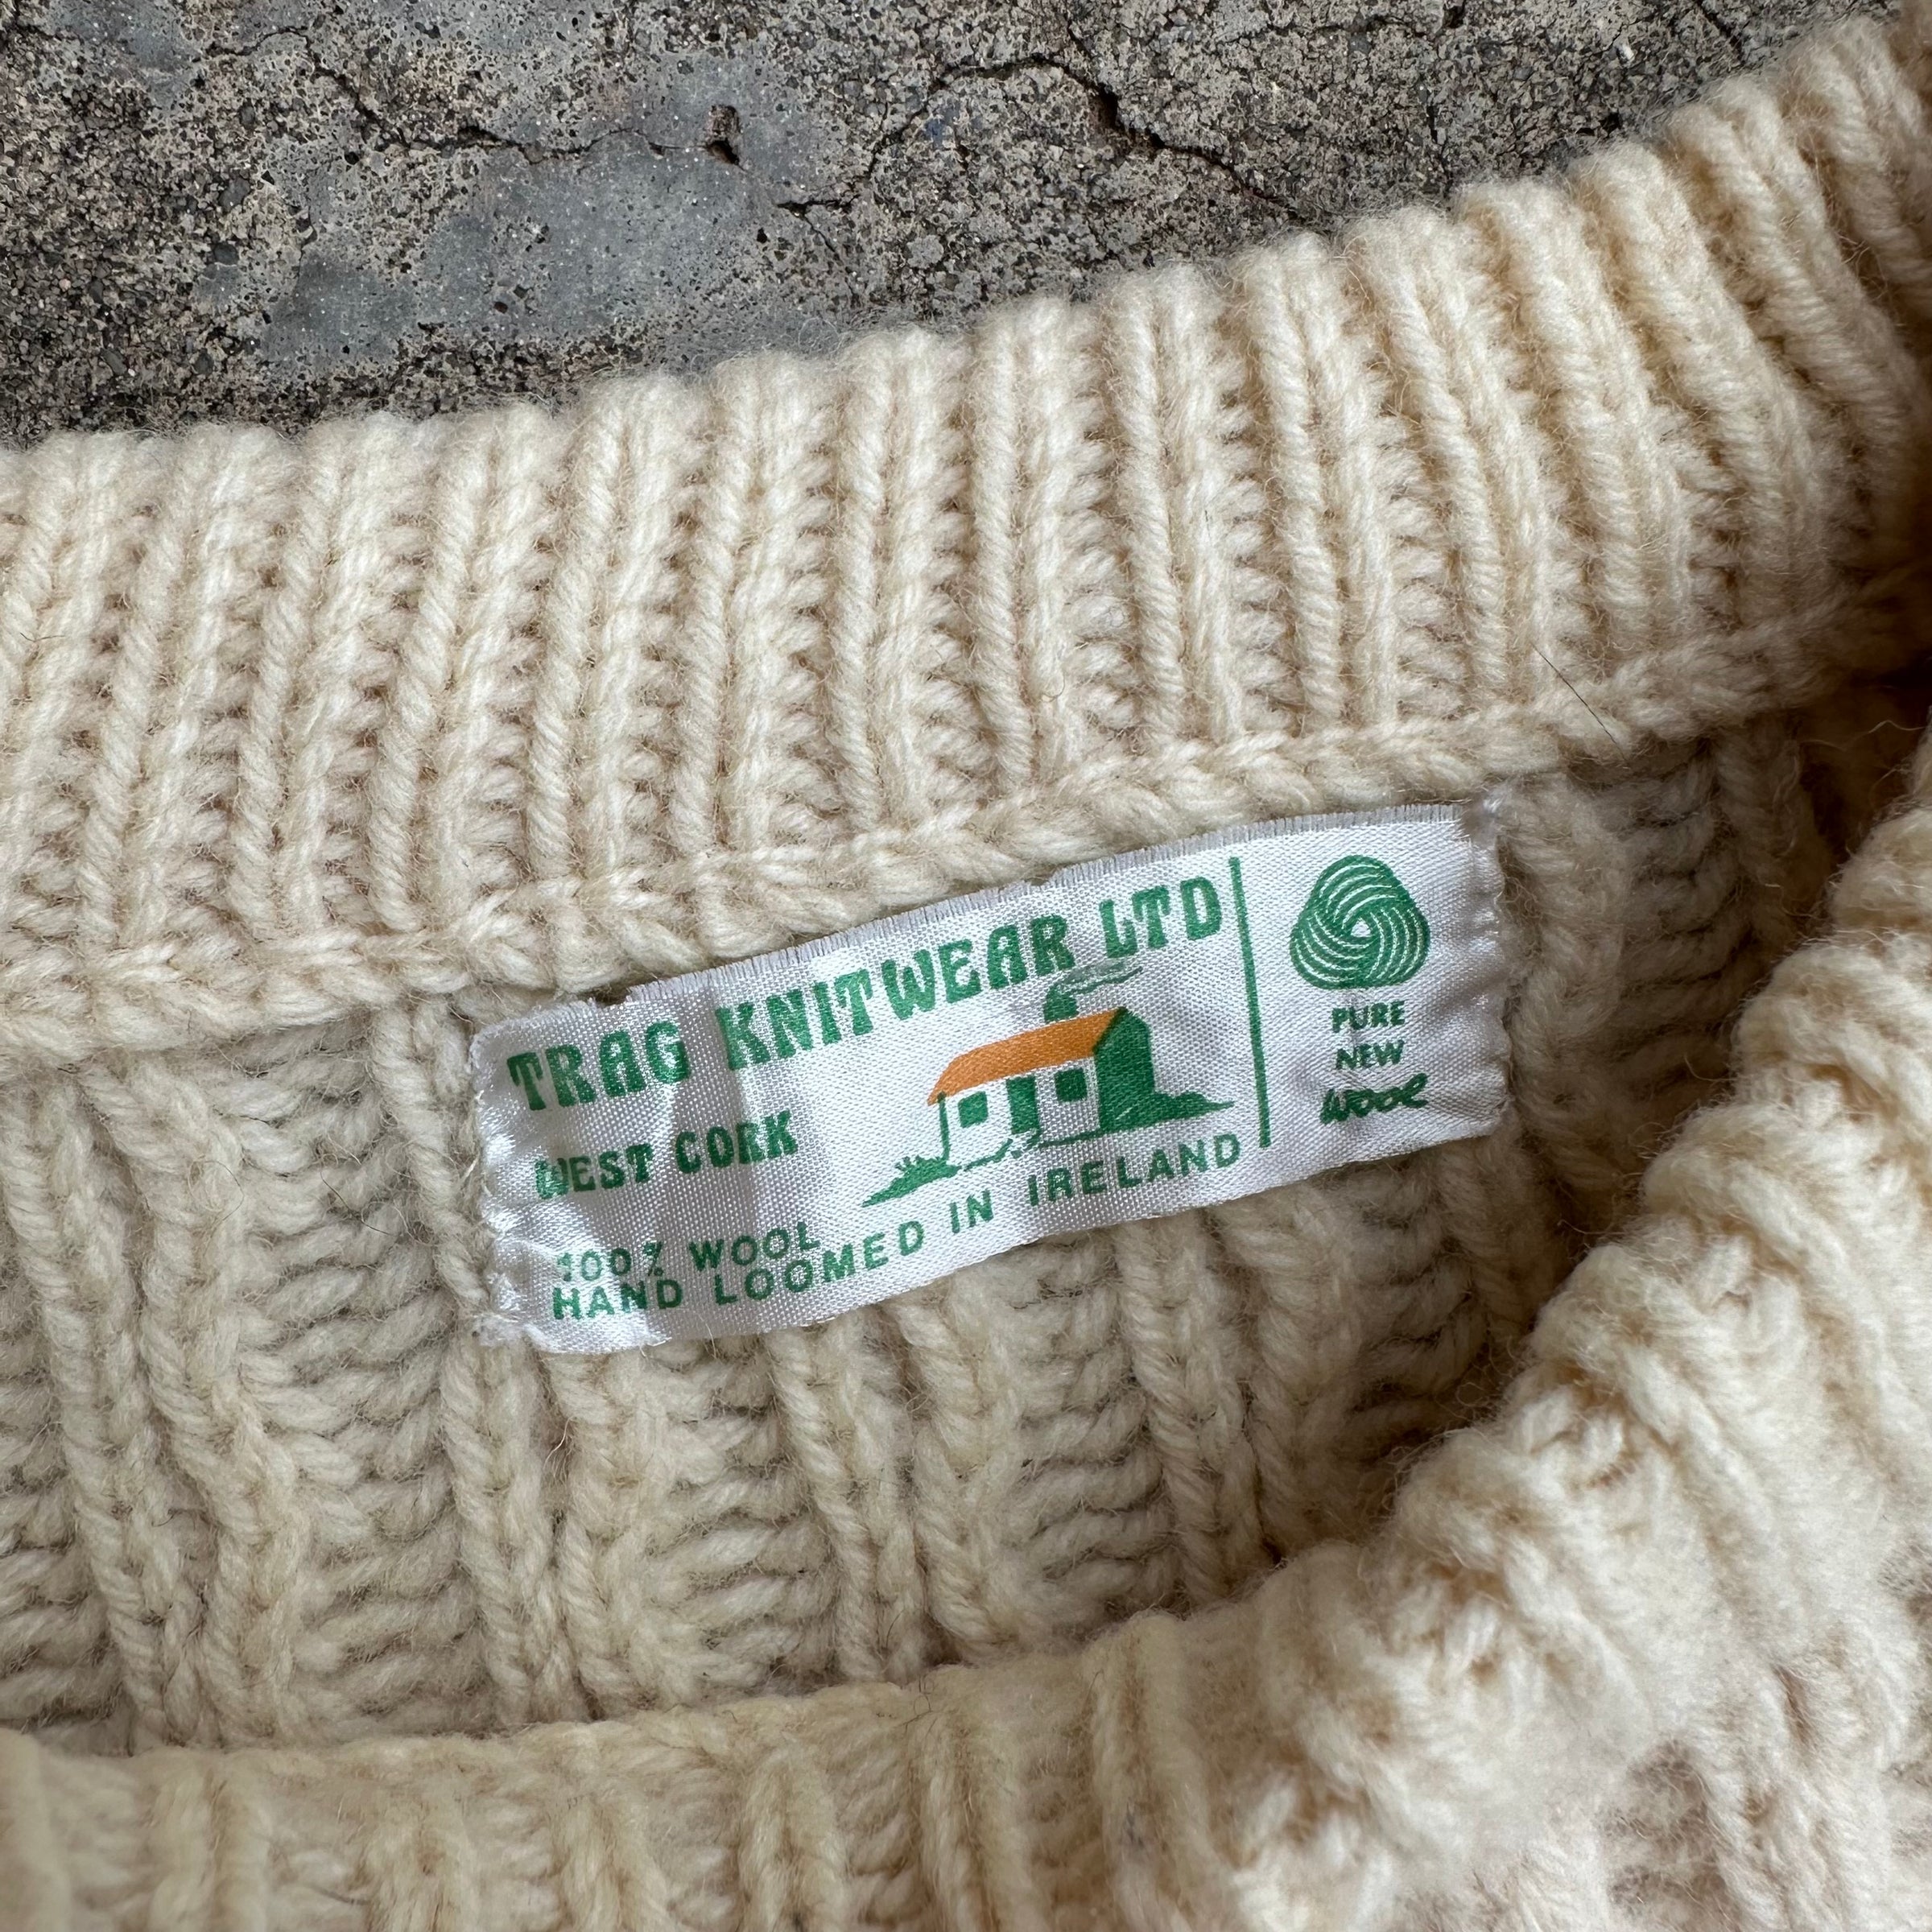 TRAG KNITWEAR LTD
WEST CORK
100% WOOL
HAND LOOMED IN IRELAND
PURE
NEW
WOOL